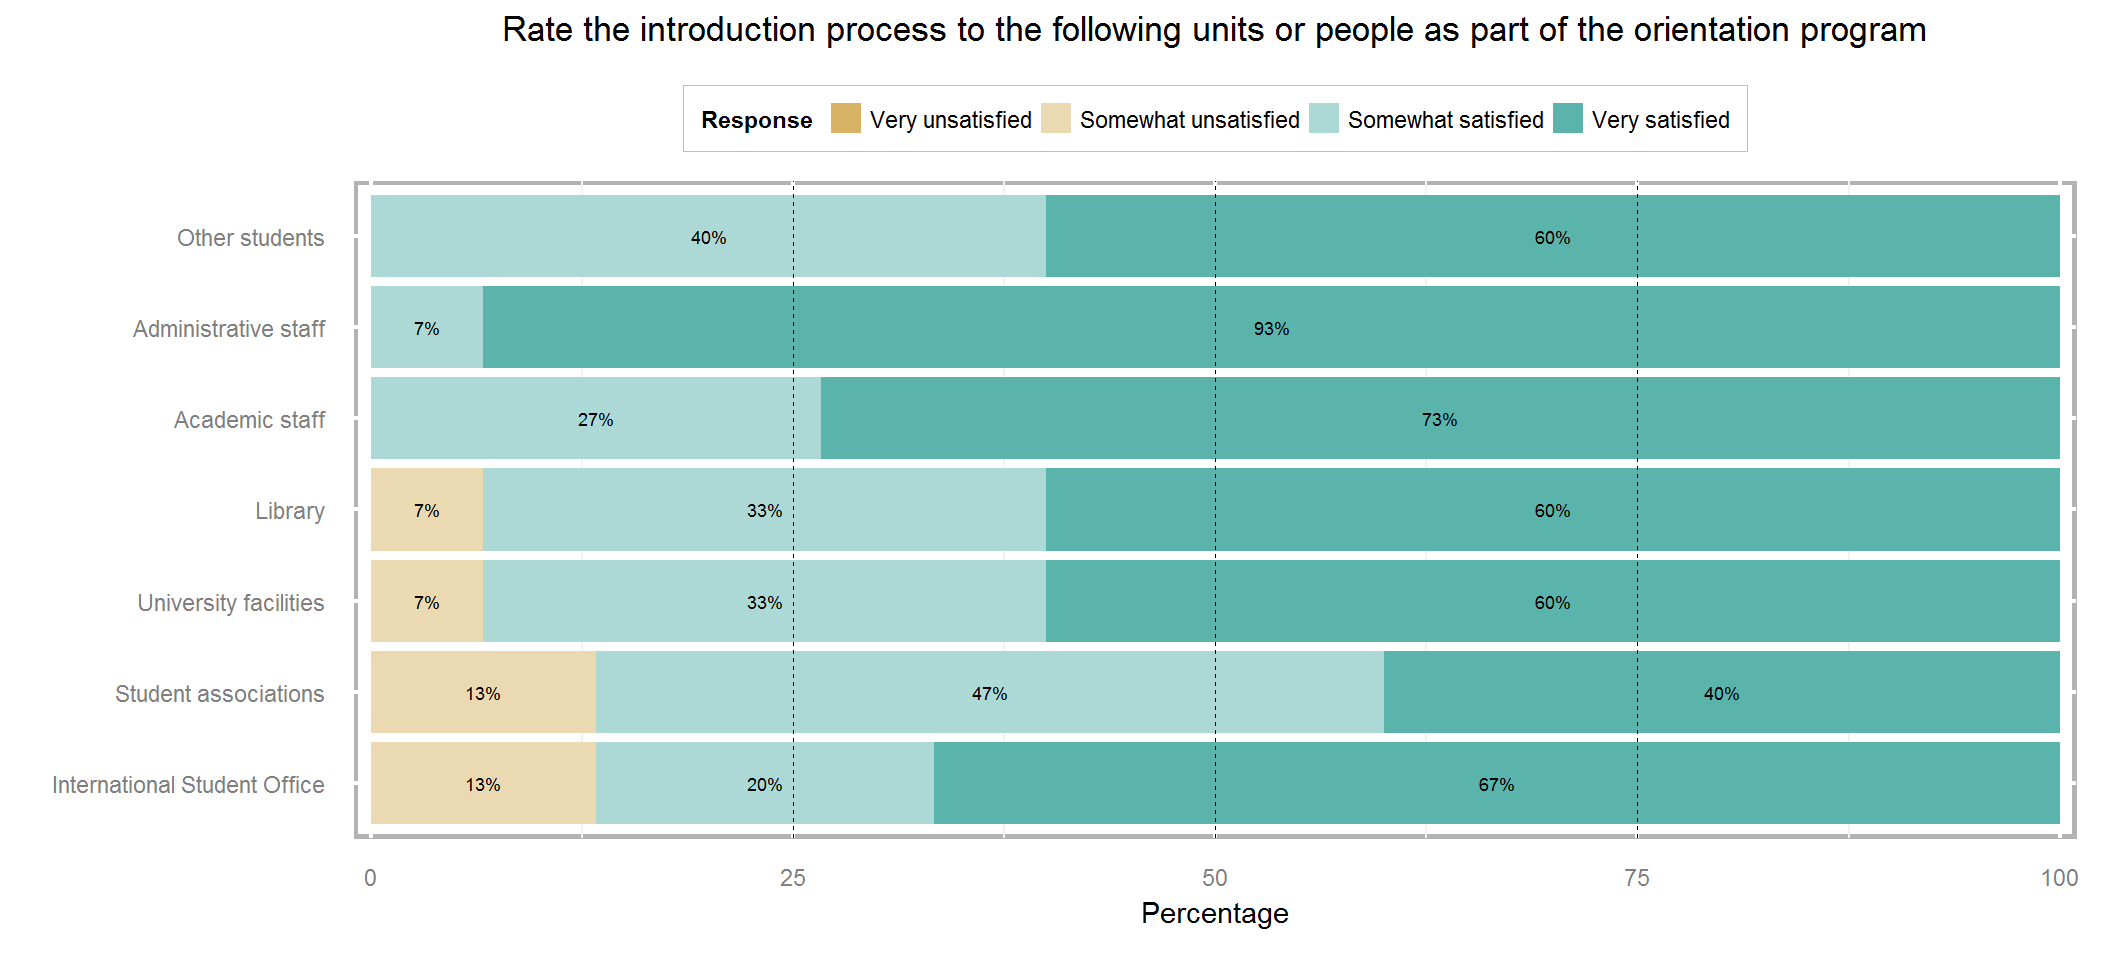 Rate the introduction process to the following units or people as part of the orientation program
Response Very unsatisfied Somewhat unsatisfied Somewhat satisfied Very satisfied
Other students 40% 60%
Administrative staff 7% 93%
Academic staff 27% 73%
Library 7% 33% 60%
University facilities 7% 33% 60%
Student associations 13% 47% 40%
International Student Office 13% 20% 67%
0 25 50 75 100
Percentage